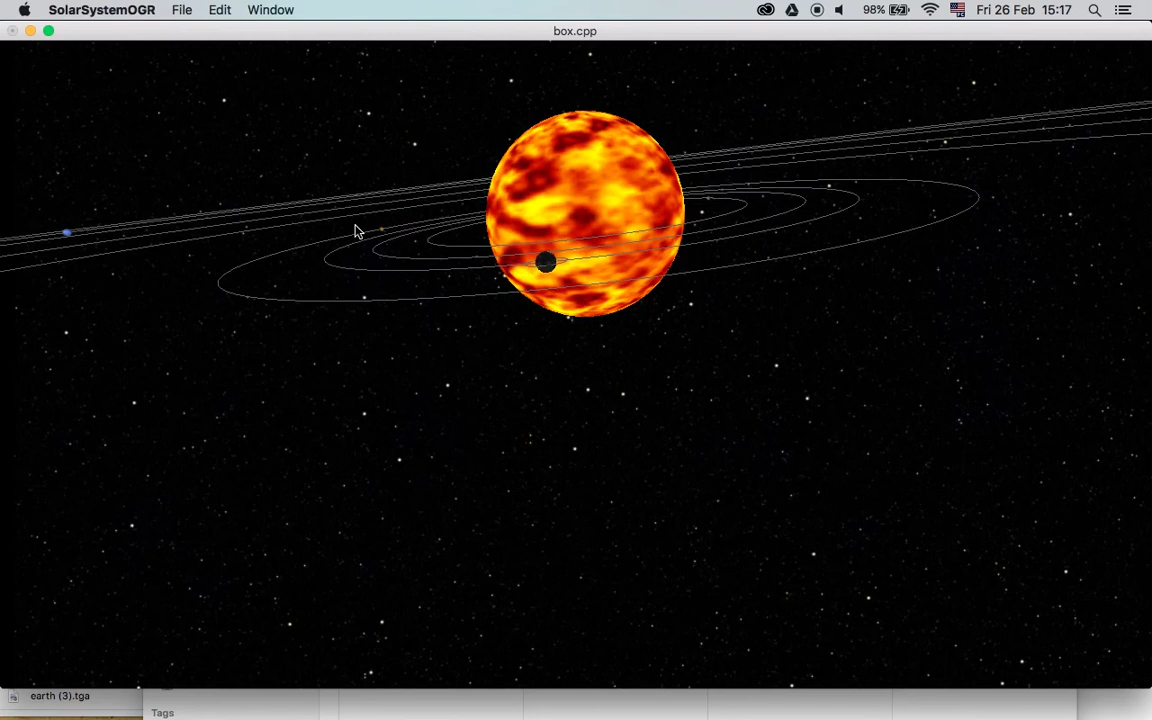 SolarSystemOGR File Edit Window 98% Fri 26 Feb 15:17
box.cpp
earth (3).tga
Tags